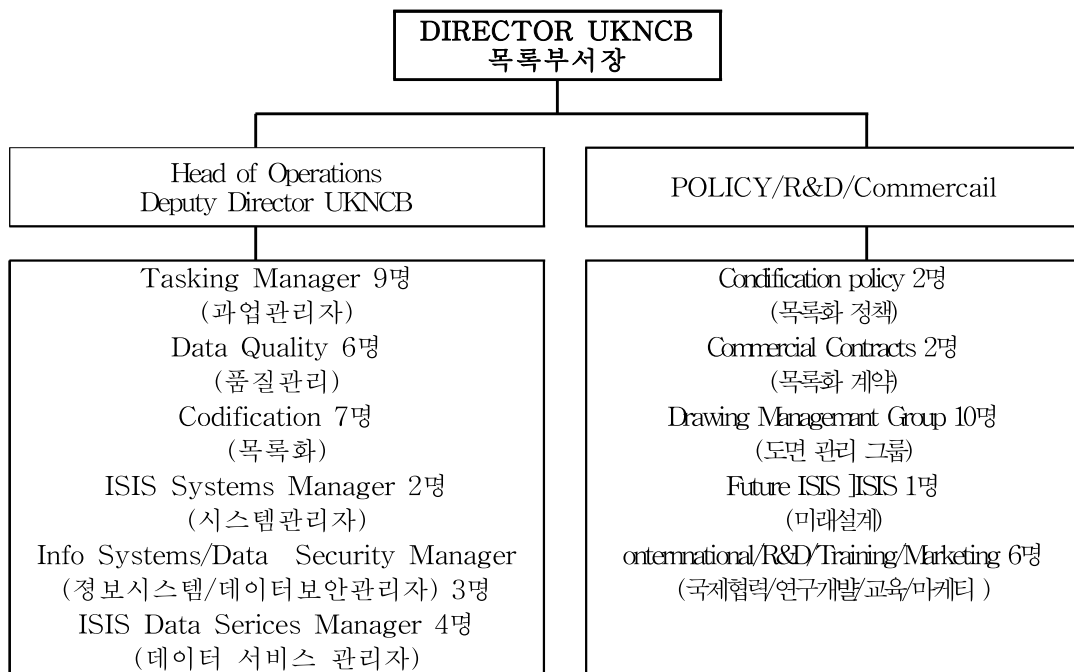 DIRECTOR UKNCB
목록부서장
Head of Operations
Deputy Director UKNCB
POLICY/R&D/Commercail
Tasking Manager 9명
(과업관리자)
Data Quality 6명
(품질관리)
Codification 7명
(목록화)
ISIS Systems Manager 2명
(시스템관리자)
Info Systems/Data Security Manager
(정보시스템/데이터보안관리자) 3명
ISIS Data Serices Manager 4명
(데이터 서비스 관리자)
Condification policy 2명
(목록화 정책)
Commercial Contracts 2명
(목록화 계약)
Drawing Managemant Group 10명
(도면 관리 그룹)
Future ISIS ]ISIS 1명
(미래설계)
onternnational/R&D/Training/Marketing 6명
(국제협력/연구개발/교육/마케티 )